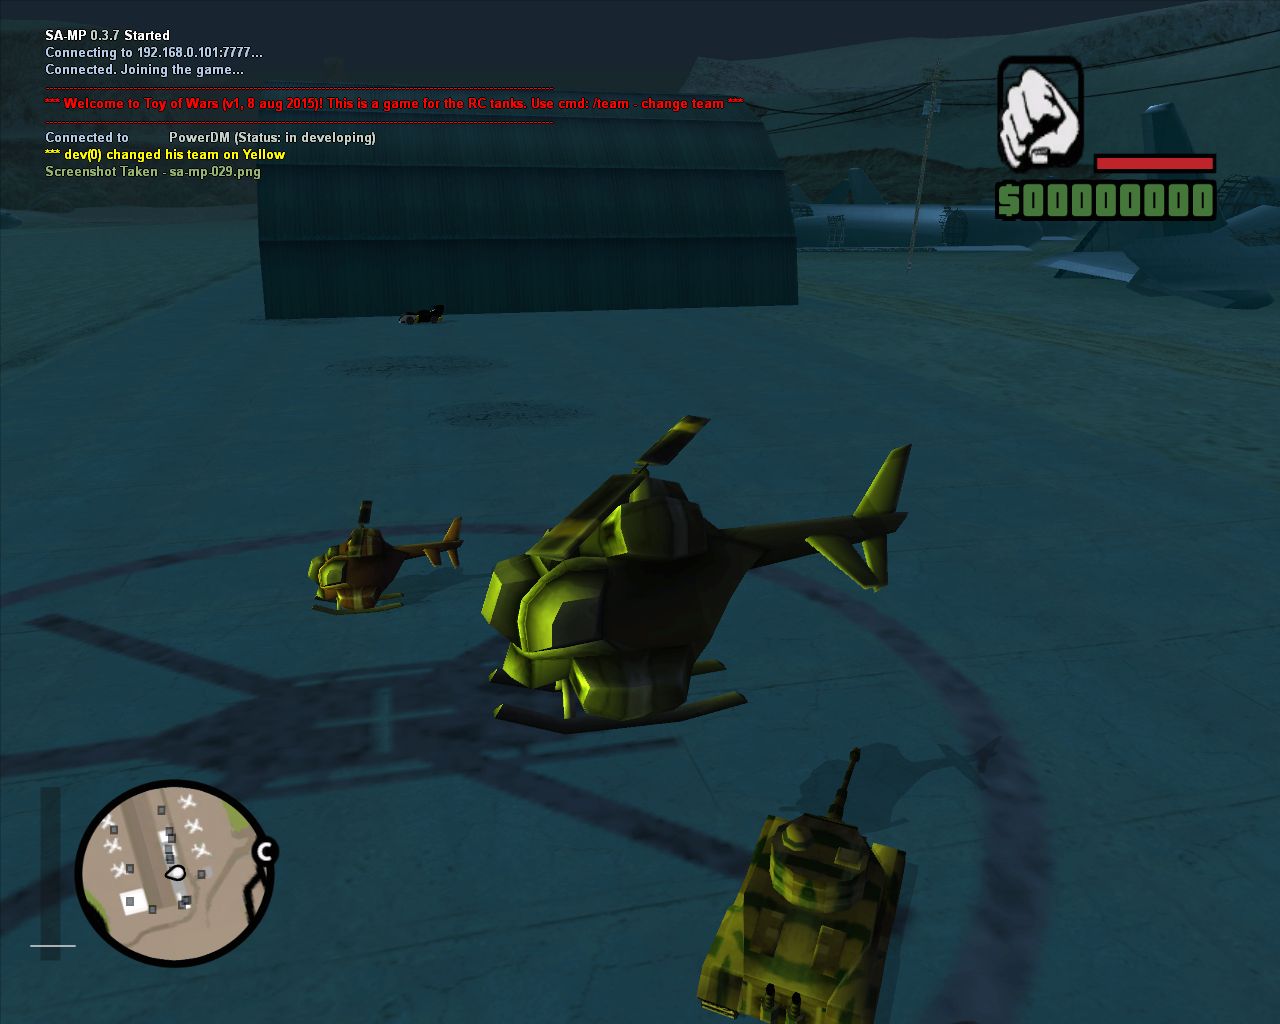 SA-MP 0.3.7 Started
Connecting to 192.168.0.101:7777...
Connected. Joining the game...
*** Welcome to Toy of Wars (v1, 8 aug 2015)! This is a game for the RC tanks. Use cmd: /team - change team ***
Connected to PowerDM (Status: in developing)
*** dev(0) changed his team on Yellow
Screenshot Taken - sa-mp-029.png
$00000000
C